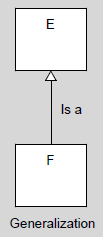 E
Is a
F
Generalization